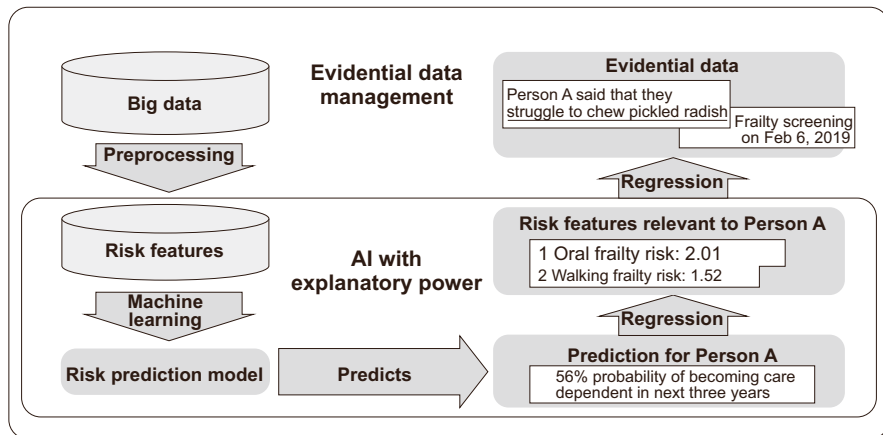 Big data
Preprocessing
Risk features
Machine
learning
Risk prediction model
Predicts
Evidential data
management
AI with
explanatory power
Evidential data
Person A said that they
struggle to chew pickled radish
Frailty screening
on Feb 6, 2019
Regression
Risk features relevant to Person A
1 Oral frailty risk: 2.01
2 Walking frailty risk: 1.52
Regression
Prediction for Person A
56% probability of becoming care
dependent in next three years